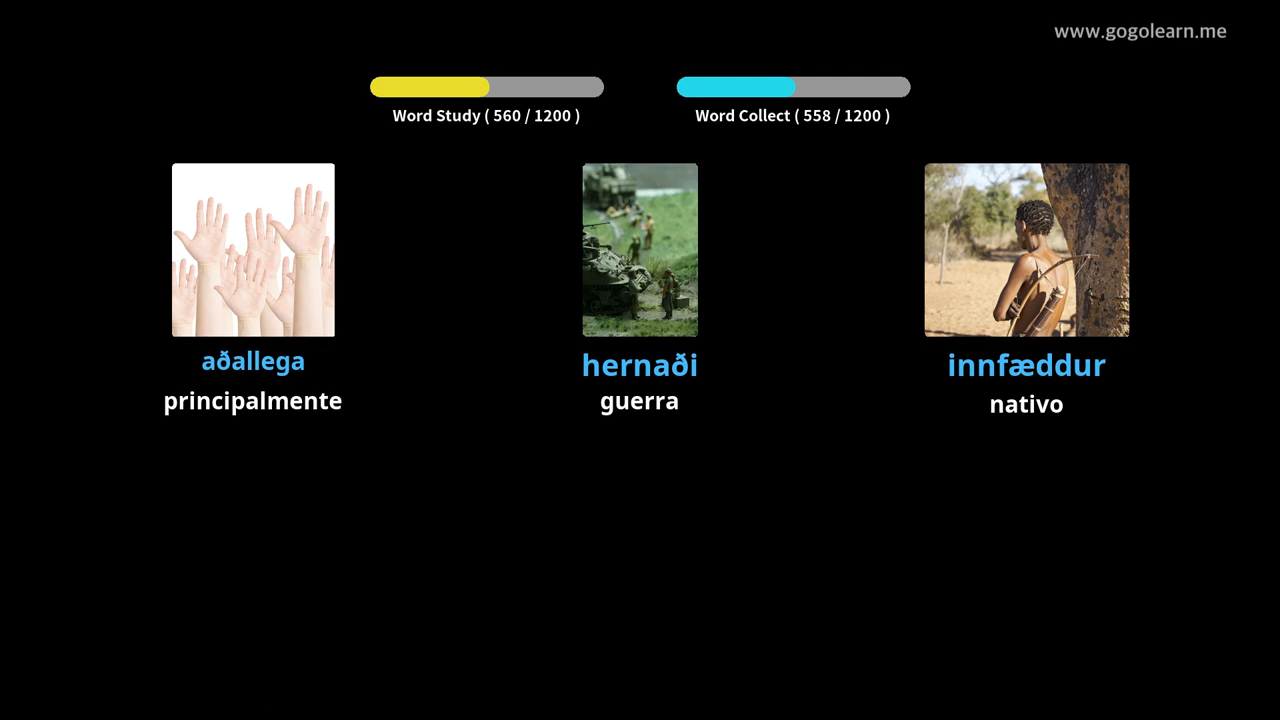 www.gogolearn.me
Word Study ( 560 / 1200 )
Word Collect ( 558 / 1200 )
aðallega
principalmente
hernaði
guerra
innfæddur
nativo